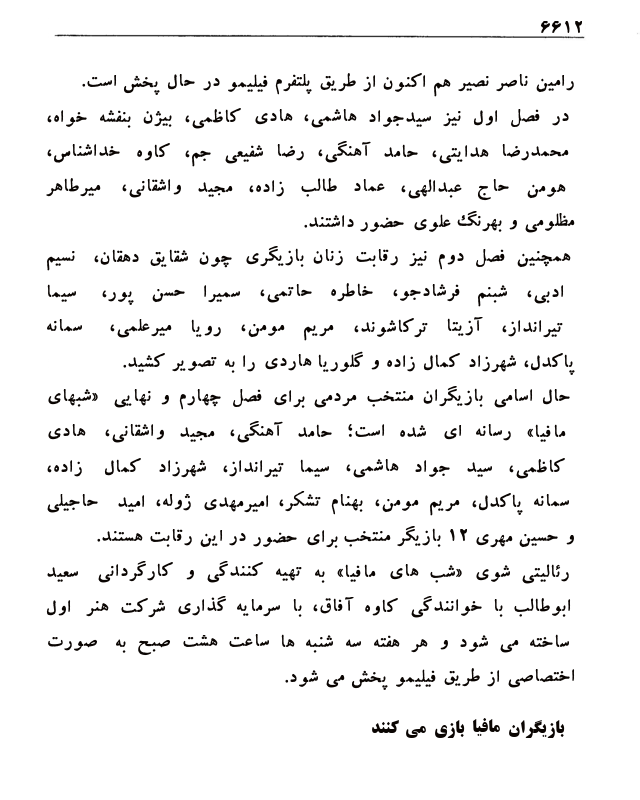 ۶۶۱۲
رامین ناصر نصیر هم اکنون از طریق پلتفرم فیلیمو در حال پخش است.
در فصل اول نیز سیدجواد هاشمی، هادی کاظمی، بیژن بنفشه خواه،
محمدرضا هدایتی، حامد آهنگی، رضا شفیعی جم، کاوه خداشناس،
هومن حاج عبدالهی، عماد طالب زاده، مجید واشقانی، میرطاهر
مظلومی و بهرنگ علوی حضور داشتند.
همچنین فصل دوم نیز رقابت زنان بازیگری چون شقایق دهقان، نسیم
ادبی، شبنم فرشادجو، خاطره حاتمی، سمیرا حسن پور، سیما
تیرانداز، آزیتا ترکاشوند، مریم مومن، رویا میرعلمی، سمانه
پاکدل، شهرزاد کمال زاده و گلوریا هاردی را به تصویر کشید.
حال اسامی بازیگران منتخب مردمی برای فصل چهارم و نهایی «شبهای
مافیا» رسانه ای شده است؛ حامد آهنگی، مجید واشقانی، هادی
کاظمی، سید جواد هاشمی، سیما تیرانداز، شهرزاد کمال زاده،
سمانه پاکدل، مریم مومن، بهنام تشکر، امیرمهدی ژوله، امید حاجیلی
و حسین مهری ۱۲ بازیگر منتخب برای حضور در این رقابت هستند.
رئالیتی شوی «شب های مافیا» به تهیه کنندگی و کارگردانی سعید
ابوطالب با خوانندگی کاوه آفاق، با سرمایه گذاری شرکت هنر اول
ساخته می شود و هر هفته سه شنبه ها ساعت هشت صبح به صورت
اختصاصی از طریق فیلیمو پخش می شود.
بازیگران مافیا بازی می کنند